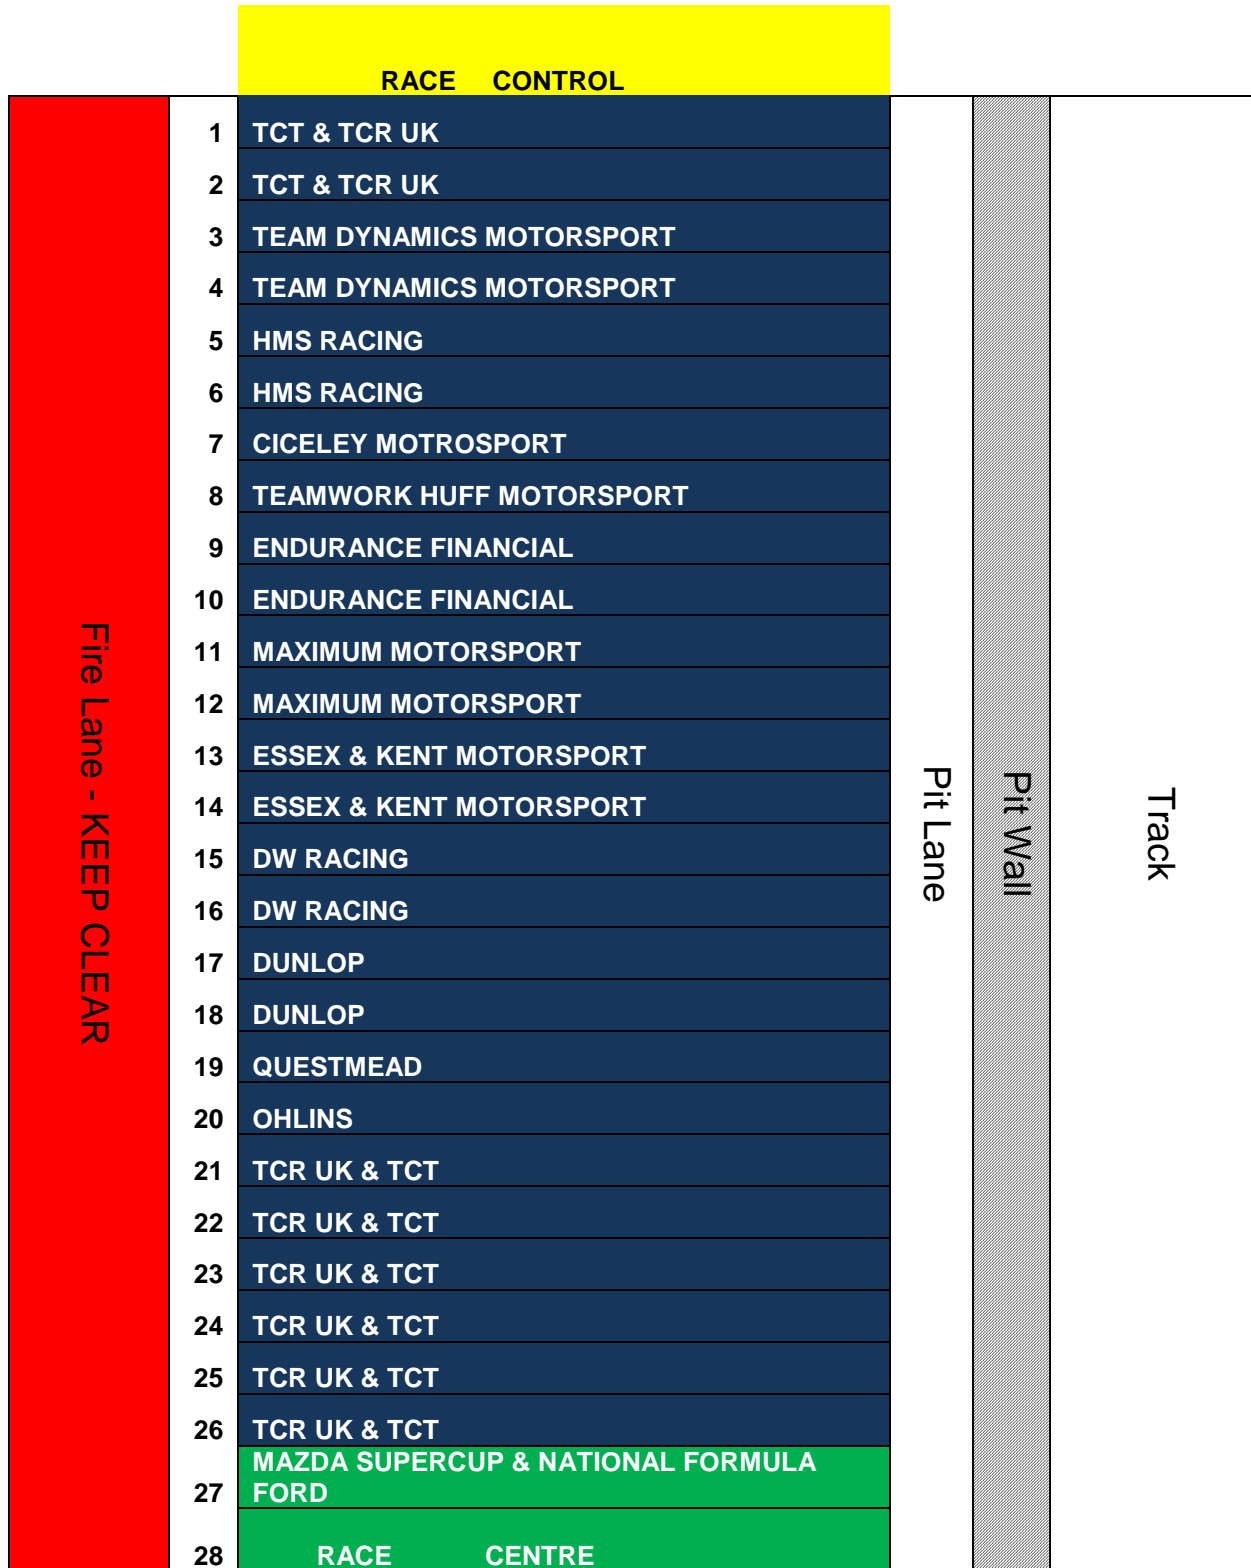 RACE CONTROL
1 TCT & TCR UK
2 TCT & TCR UK
3 TEAM DYNAMICS MOTORSPORT
4 TEAM DYNAMICS MOTORSPORT
5 HMS RACING
6 HMS RACING
7 CICELEY MOTROSPORT
8 TEAMWORK HUFF MOTORSPORT
9 ENDURANCE FINANCIAL
10 ENDURANCE FINANCIAL
11 MAXIMUM MOTORSPORT
12 MAXIMUM MOTORSPORT
13 ESSEX & KENT MOTORSPORT
14 ESSEX & KENT MOTORSPORT
15 DW RACING
16 DW RACING
17 DUNLOP
18 DUNLOP
19 QUESTMEAD
20 OHLINS
21 TCR UK & TCT
22 TCR UK & TCT
23 TCR UK & TCT
24 TCR UK & TCT
25 TCR UK & TCT
26 TCR UK & TCT
MAZDA SUPERCUP & NATIONAL FORMULA
27 FORD
28 RACE CENTRE
Fire Lane - KEEP CLEAR
Pit Lane
Pit Wall
Track